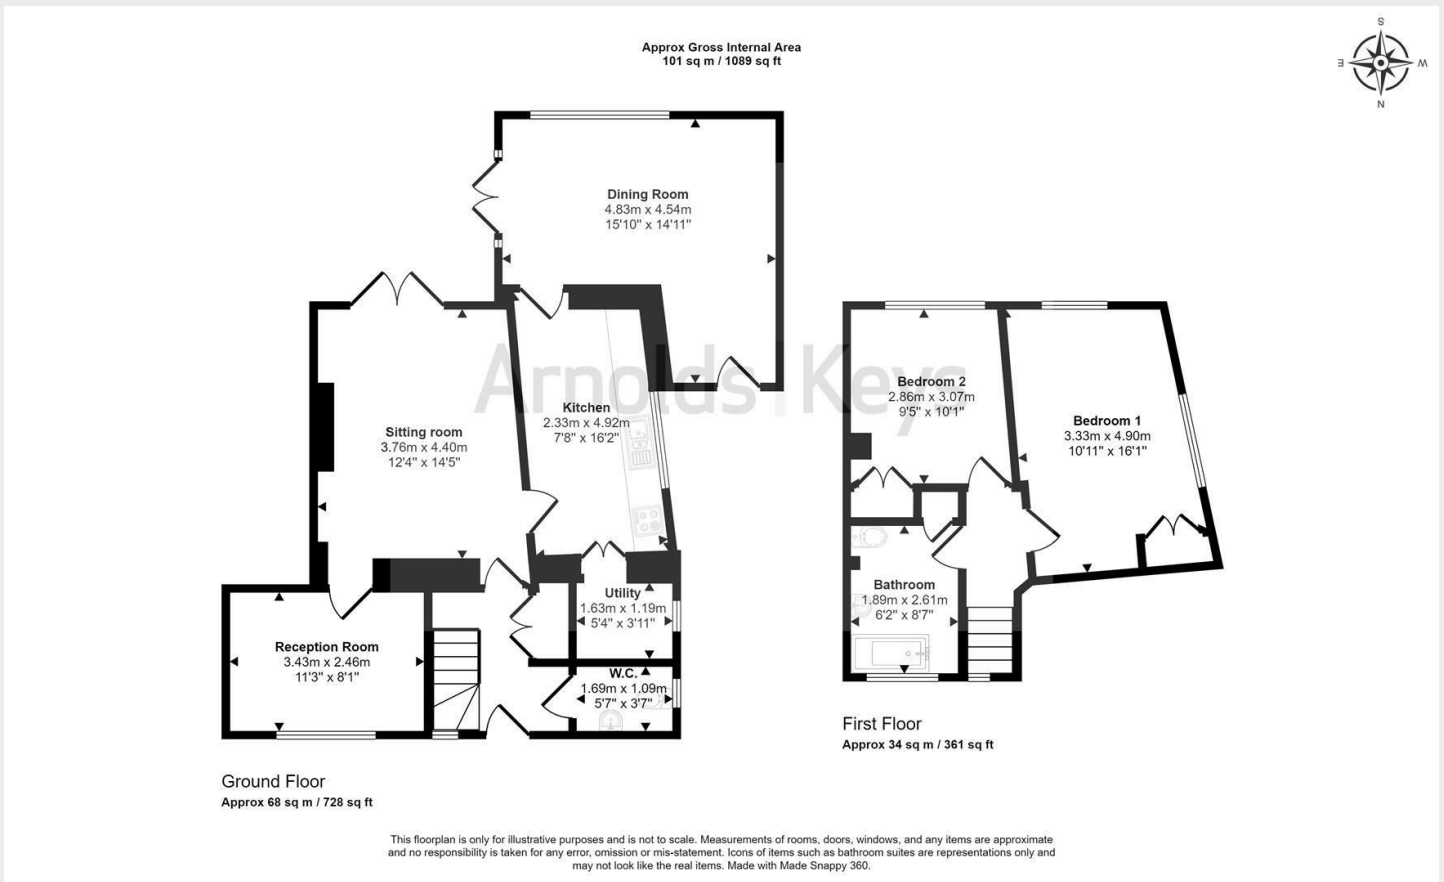 Approx Gross Internal Area
101 sq m / 1089 sq ft
S
E
W
N
Dining Room
4.83m x 4.54m
15'10" x 14'11"
Arnolds|Keys
Sitting room
3.76m x 4.40m
12'4" x 14'5"
Kitchen
2.33m x 4.92m
7'8" x 16'2"
Bedroom 2
2.86m x 3.07m
9'5" x 10'1"
Bedroom 1
3.33m x 4.90m
10'11" x 16'1"
Utility
1.63m x 1.19m
5'4" x 3'11"
Bathroom
1.89m x 2.61m
6'2" x 8'7"
Reception Room
3.43m x 2.46m
11'3" x 8'1"
W.C.
1.69m x 1.09m
5'7" x 3'7"
First Floor
Approx 34 sq m / 361 sq ft
Ground Floor
Approx 68 sq m / 728 sq ft
This floorplan is only for illustrative purposes and is not to scale. Measurements of rooms, doors, windows, and any items are approximate
and no responsibility is taken for any error, omission or mis-statement. Icons of items such as bathroom suites are representations only and
may not look like the real items. Made with Made Snappy 360.